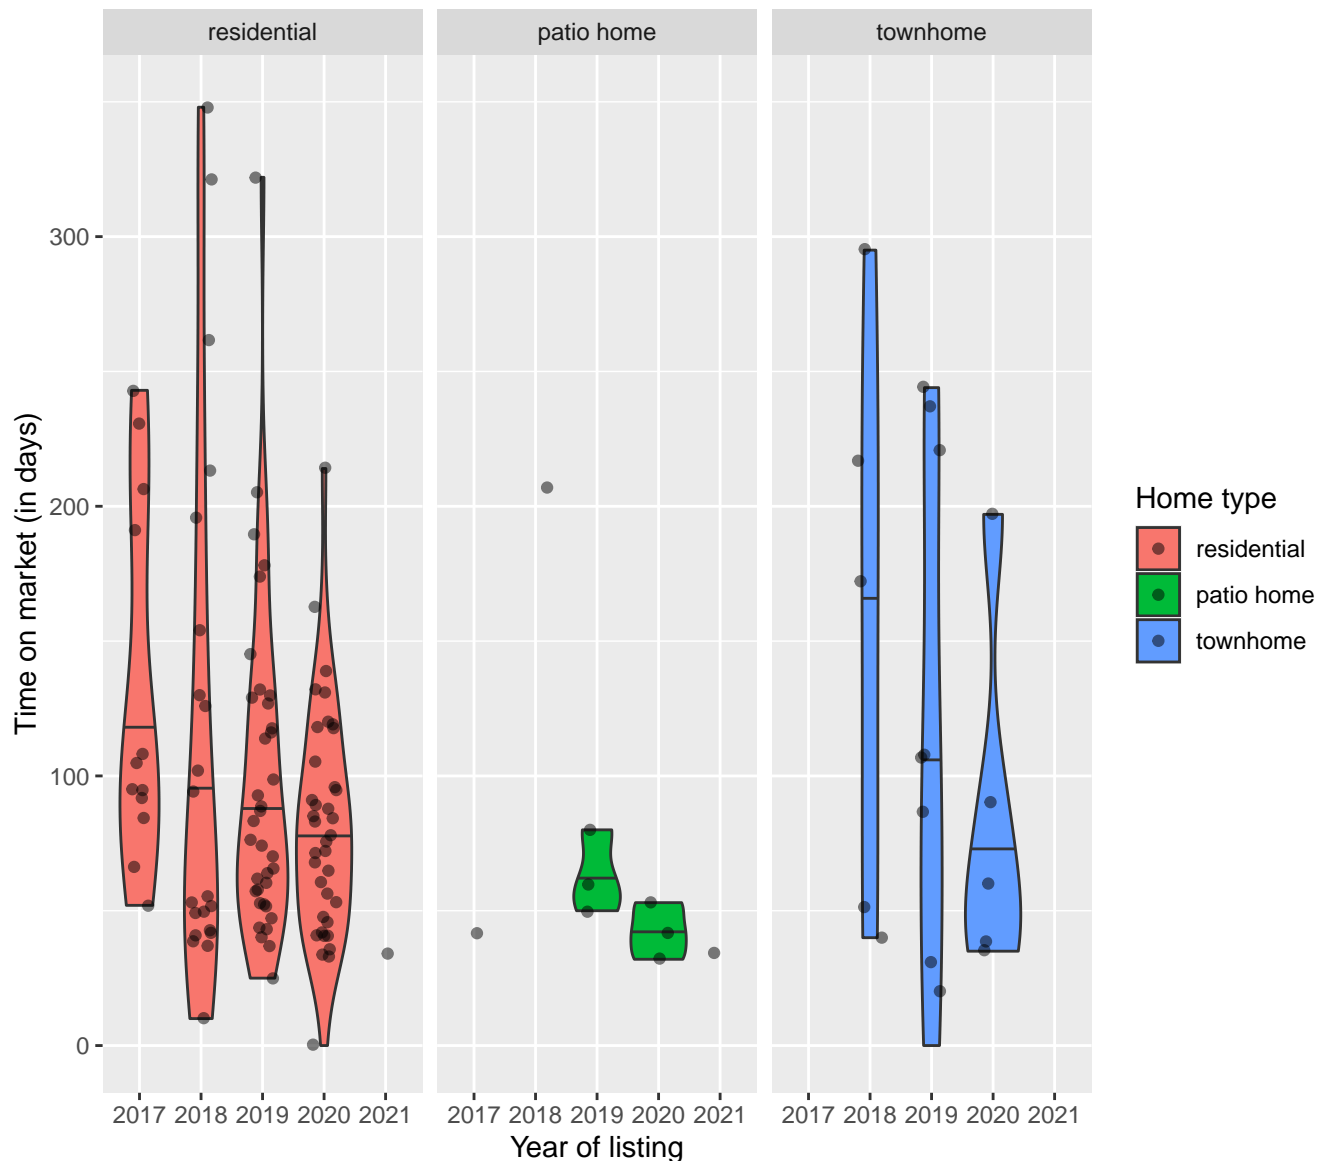 residential patio home townhome
300
200
100
0
Time on market (in days)
2017 2018 2019 2020 2021 2017 2018 2019 2020 2021 2017 2018 2019 2020 2021
Year of listing
Home type
residential
patio home
townhome